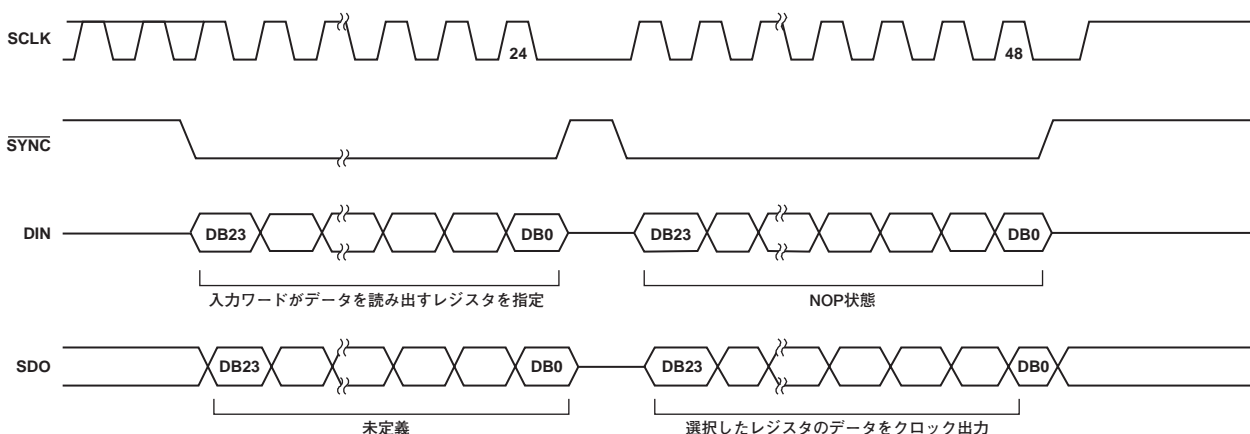 SCLK
24
48
SYNC
DIN
DB23
DB0
DB23
DB0
入力ワードがデータを読み出すレジスタを指定
NOP状態
SDO
DB23
DB0
DB23
DB0
未定義
選択したレジスタのデータをクロック出力